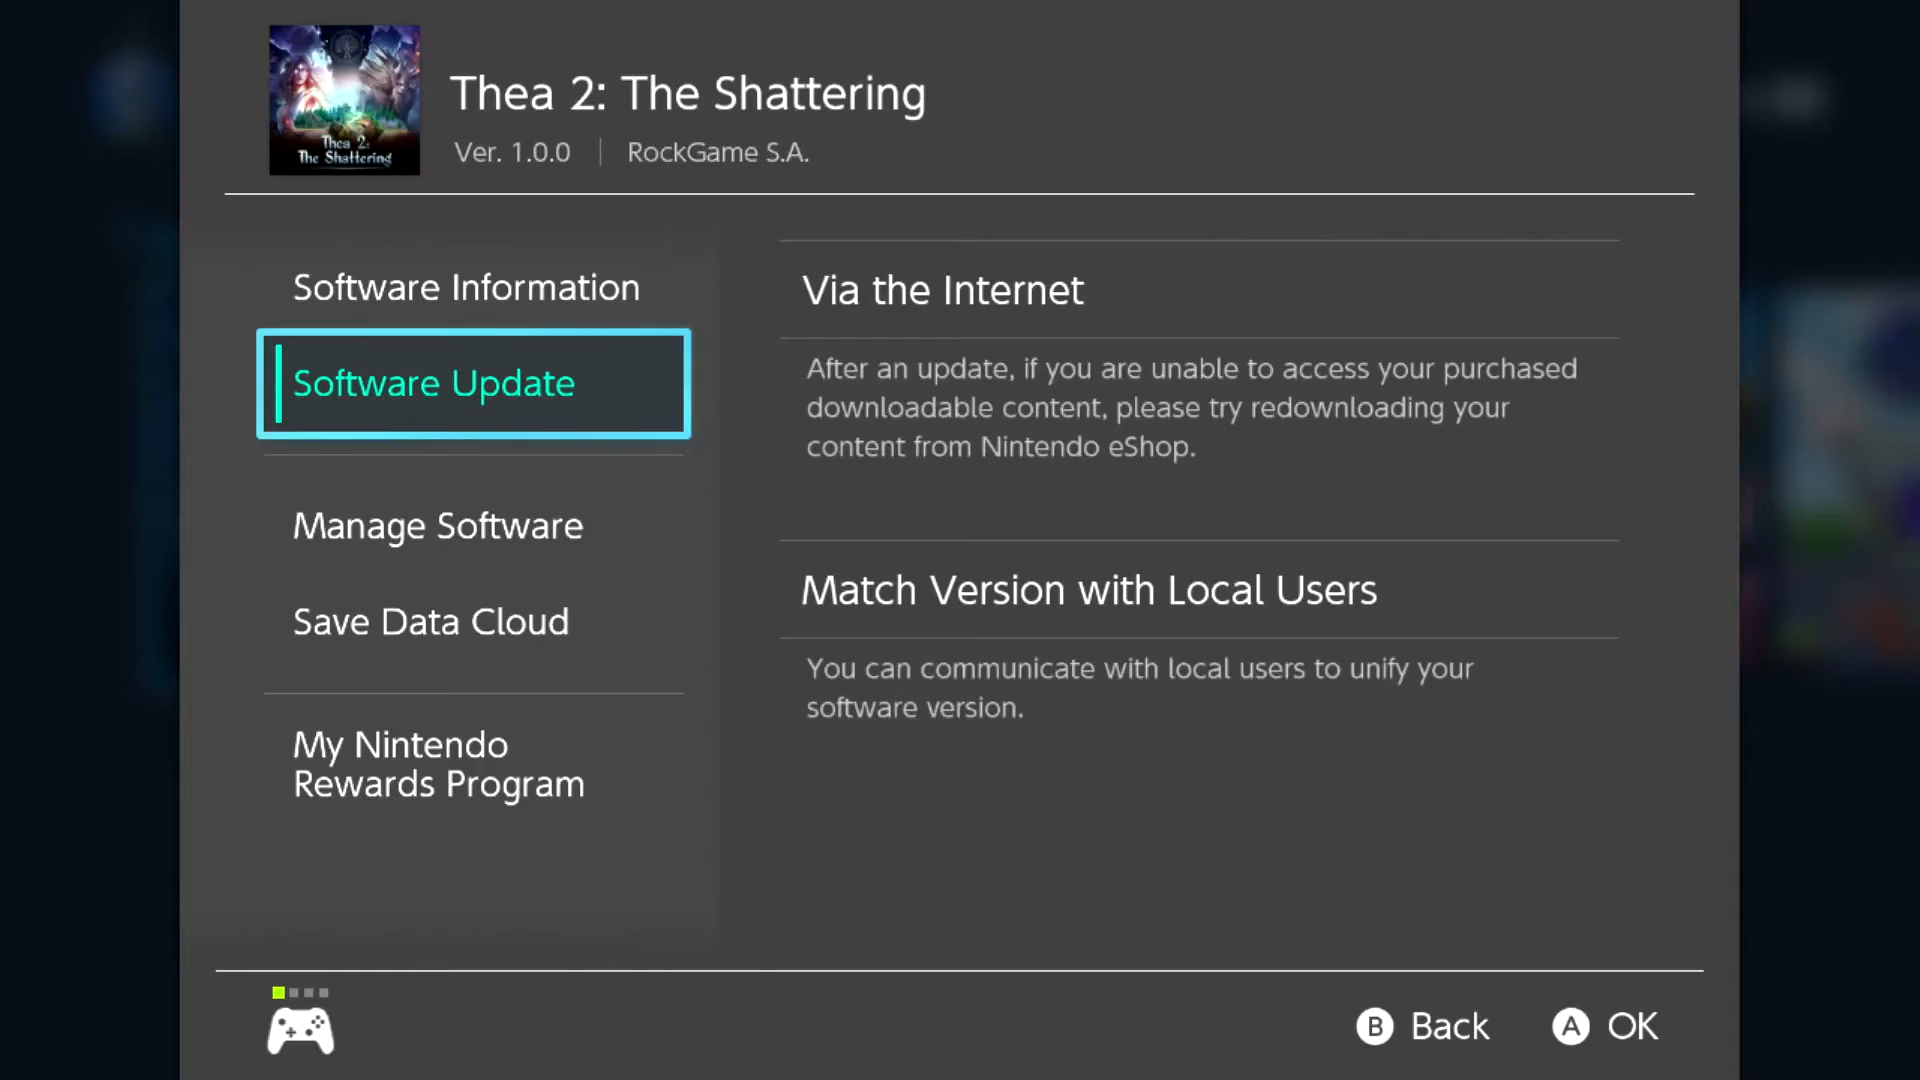 Thea 2:
The Shattering
Thea 2: The Shattering
Ver. 1.0.0 | RockGame S.A.
Software Information
Software Update
Manage Software
Save Data Cloud
My Nintendo
Rewards Program
Via the Internet
After an update, if you are unable to access your purchased
downloadable content, please try redownloading your
content from Nintendo eShop.
Match Version with Local Users
You can communicate with local users to unify your
software version.
B Back
A OK